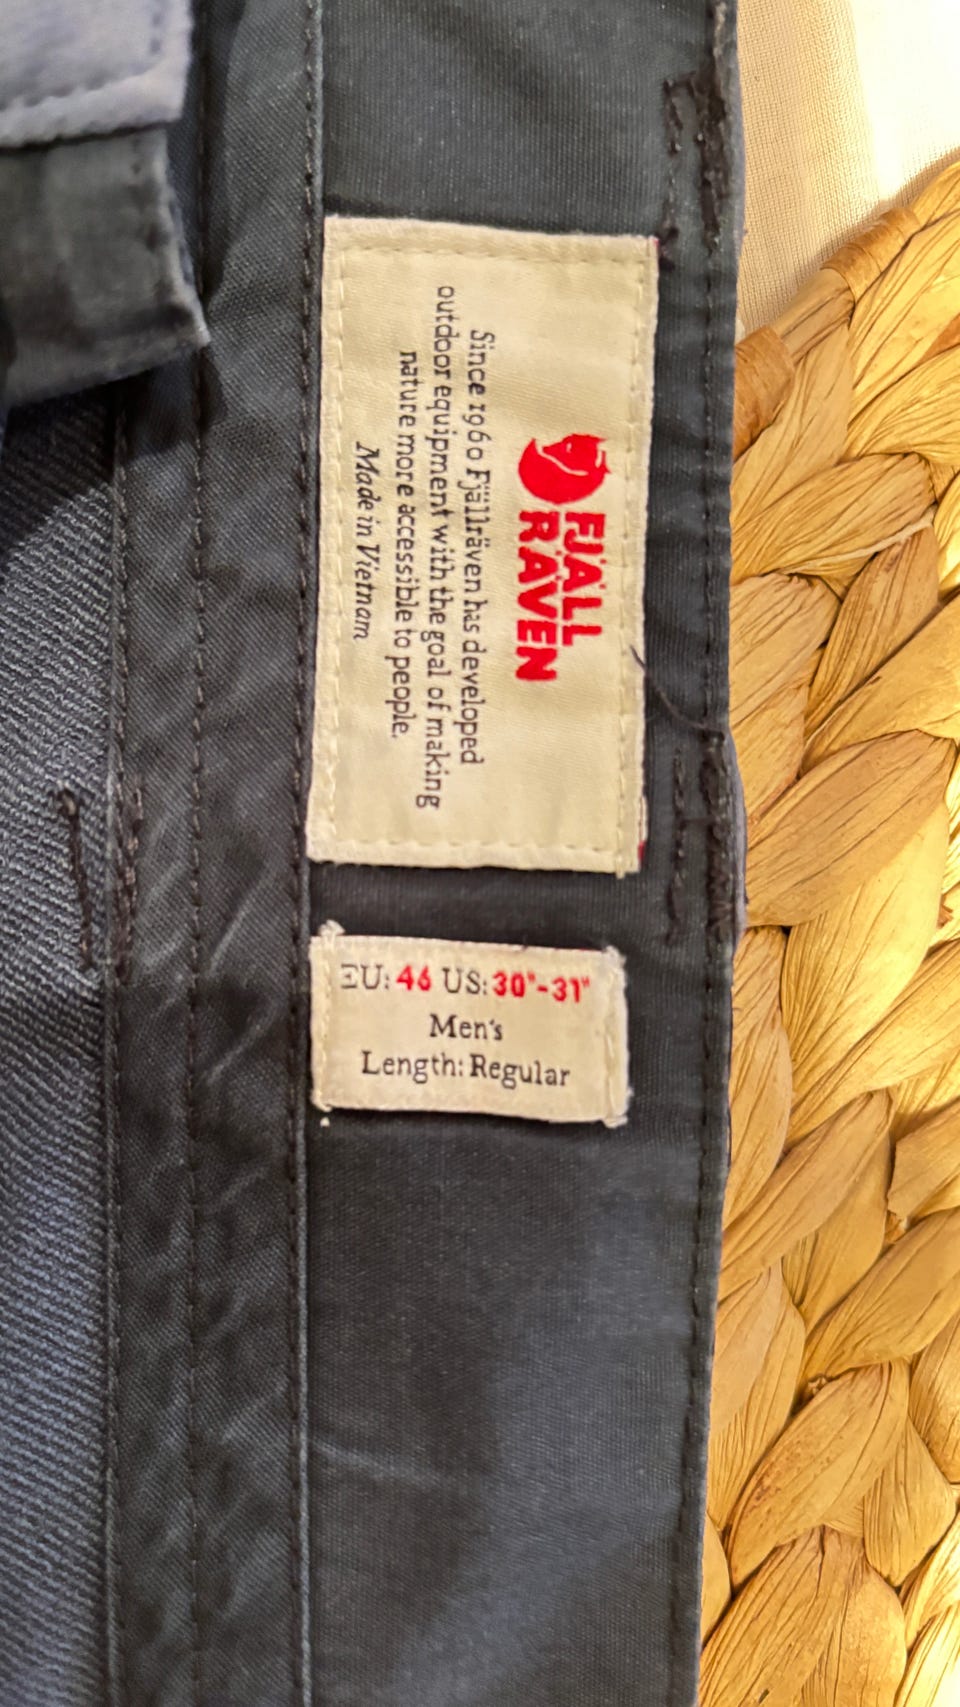 FJÄLL
RÄVEN
Since 1960 Fjällräven has developed
outdoor equipment with the goal of making
nature more accessible to people.
Made in Vietnam
EU: 46 US: 30"-31"
Men's
Length: Regular